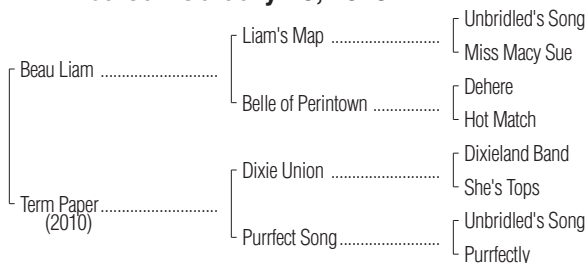 Unbridled's Song
Liam's Map ..................
Miss Macy Sue
Beau Liam ........................
Dehere
Belle of Perintown ................
Hot Match
Dixieland Band
Dixie Union ..........................
She's Tops
Term Paper ............................
(2010)
Unbridled's Song
Purrfect Song ........................
Purrfectly